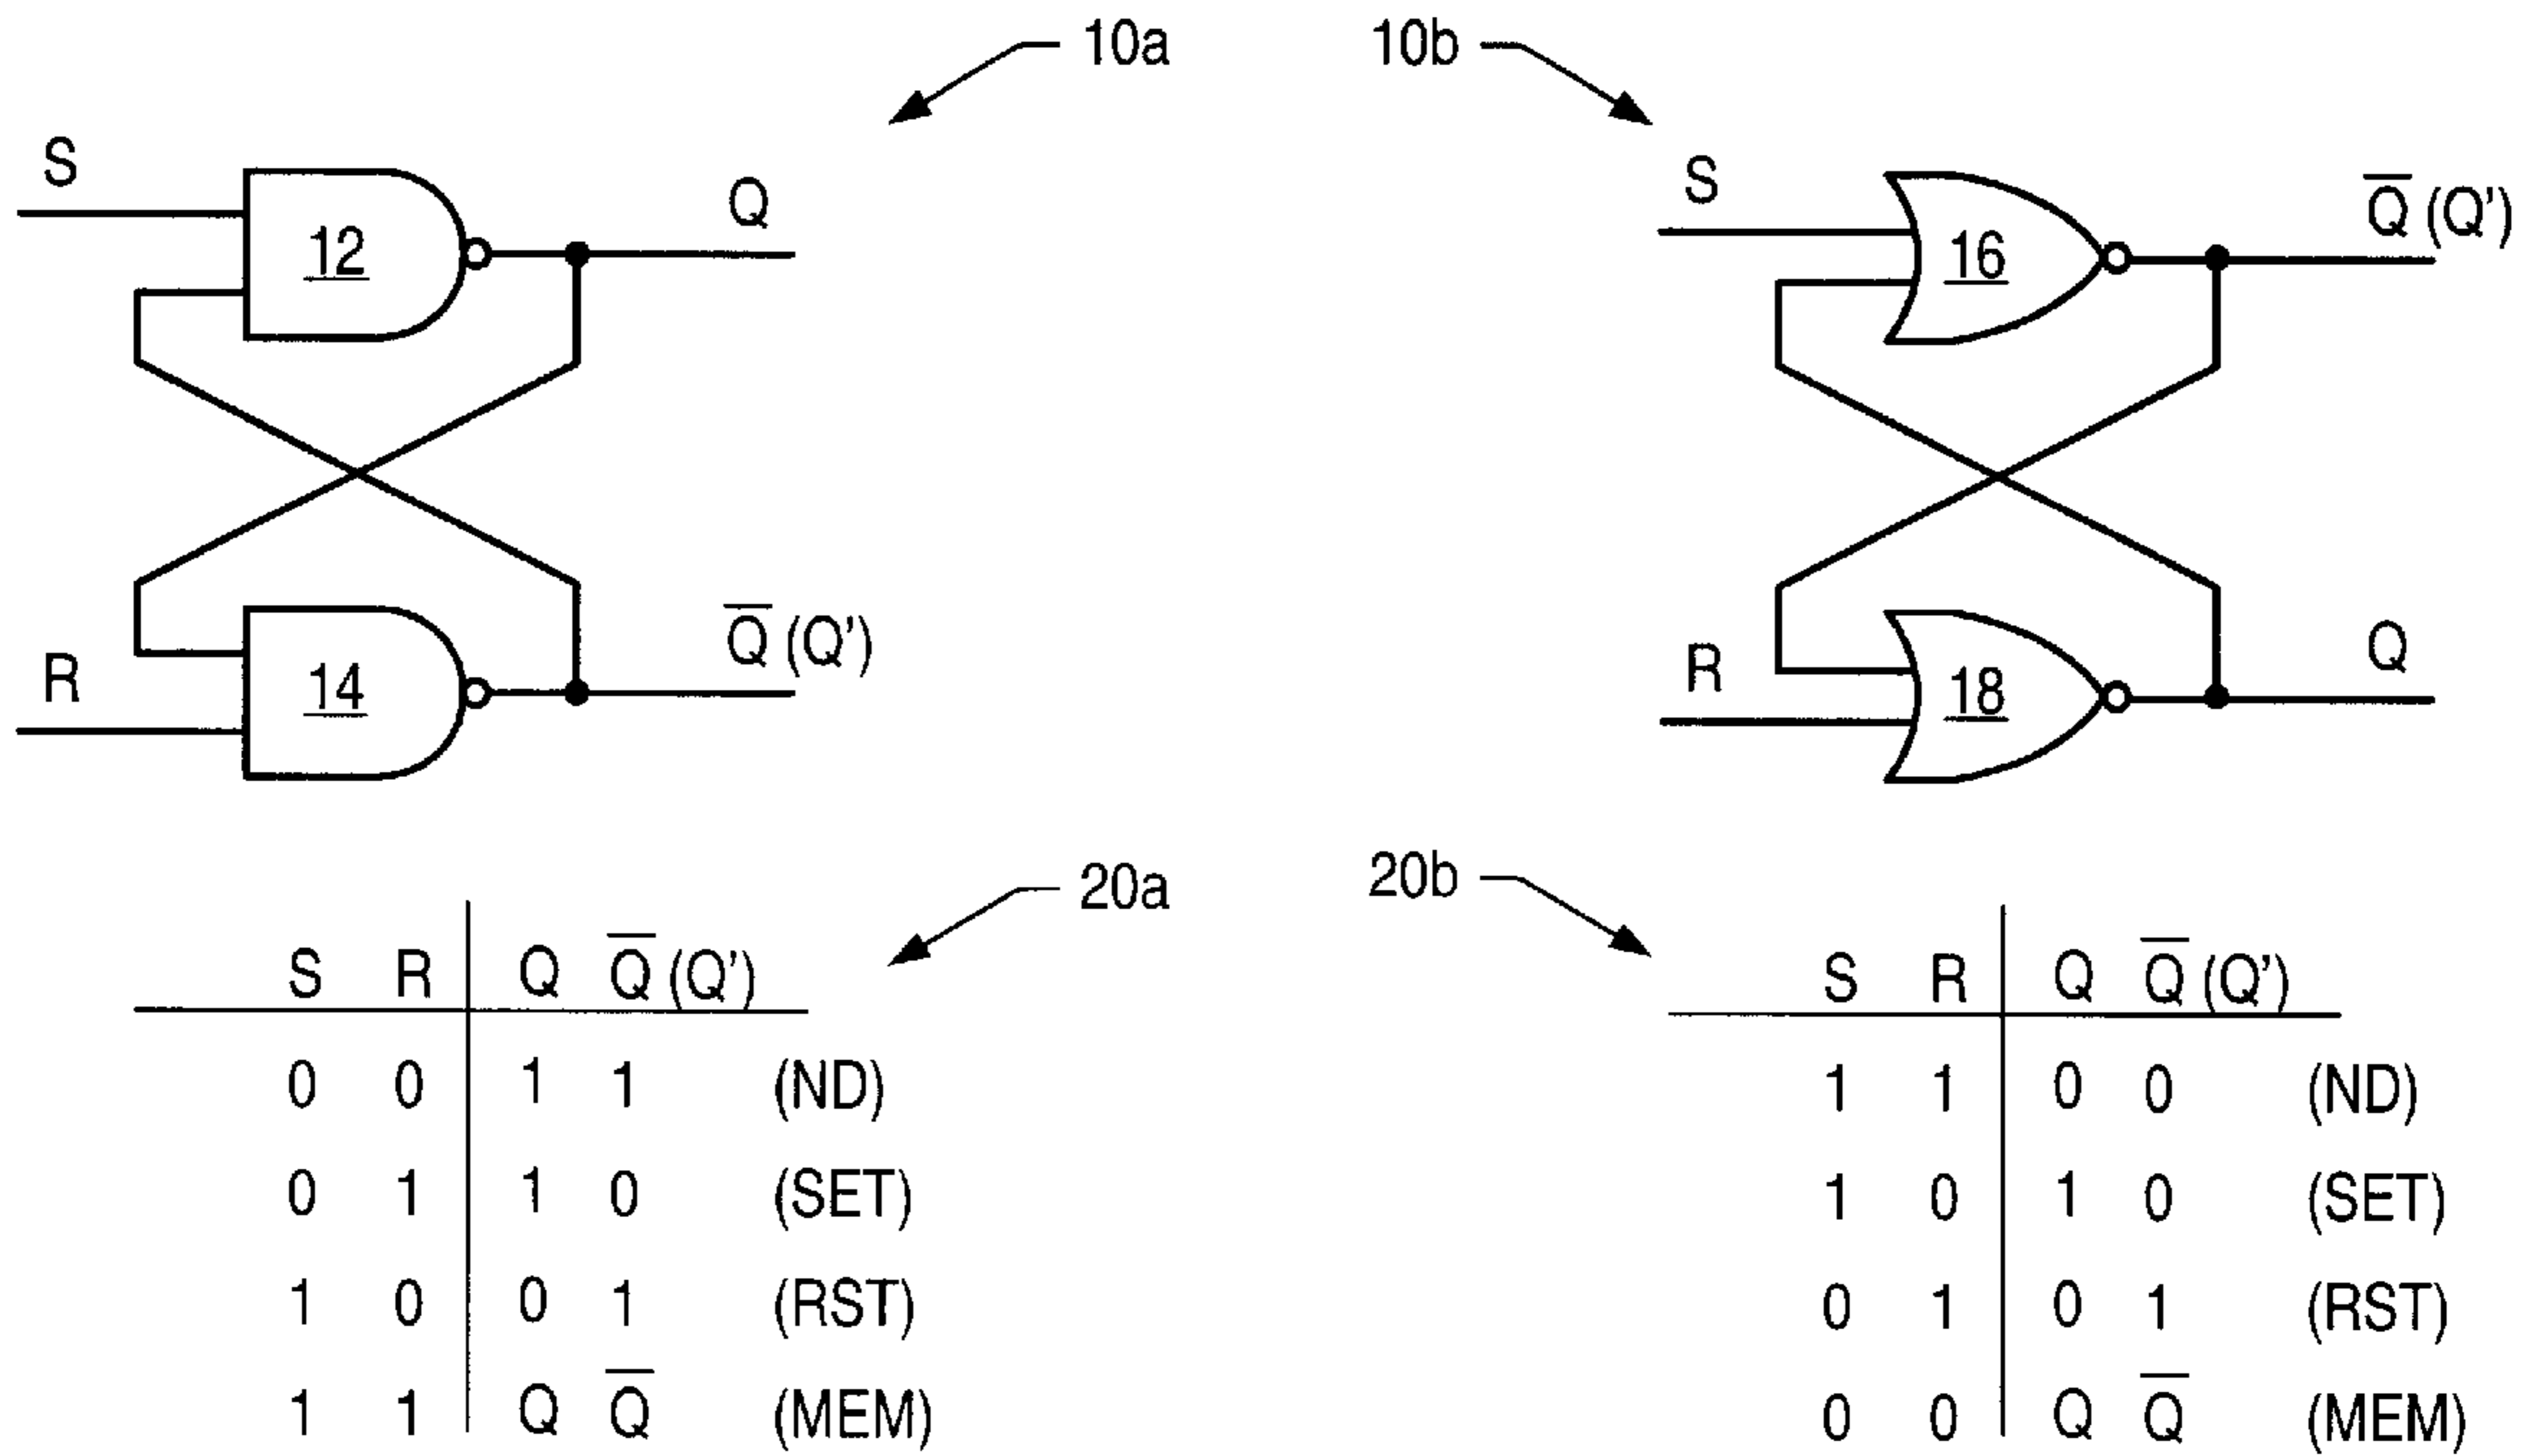 10a
10b
S
12
Q
S
16
Q̅ (Q’)
R
14
Q̅ (Q’)
R
18
Q
20a
20b
S R Q Q̅ (Q’)
0 0 1 1 (ND)
0 1 1 0 (SET)
1 0 0 1 (RST)
1 1 Q Q̅ (MEM)
S R Q Q̅ (Q’)
1 1 0 0 (ND)
1 0 1 0 (SET)
0 1 0 1 (RST)
0 0 Q Q̅ (MEM)